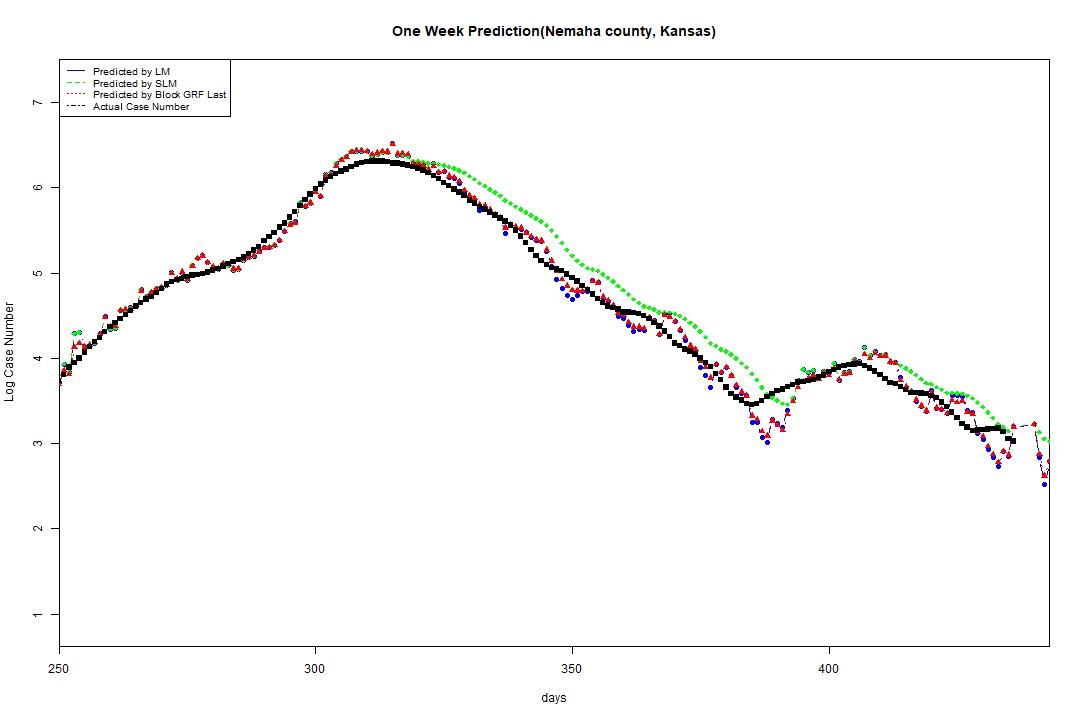 One Week Prediction(Nemaha county, Kansas)
Predicted by LM
Predicted by SLM
Predicted by Block GRF Last
Actual Case Number
7
6
5
4
3
2
1
Log Case Number
250 300 350 400
days